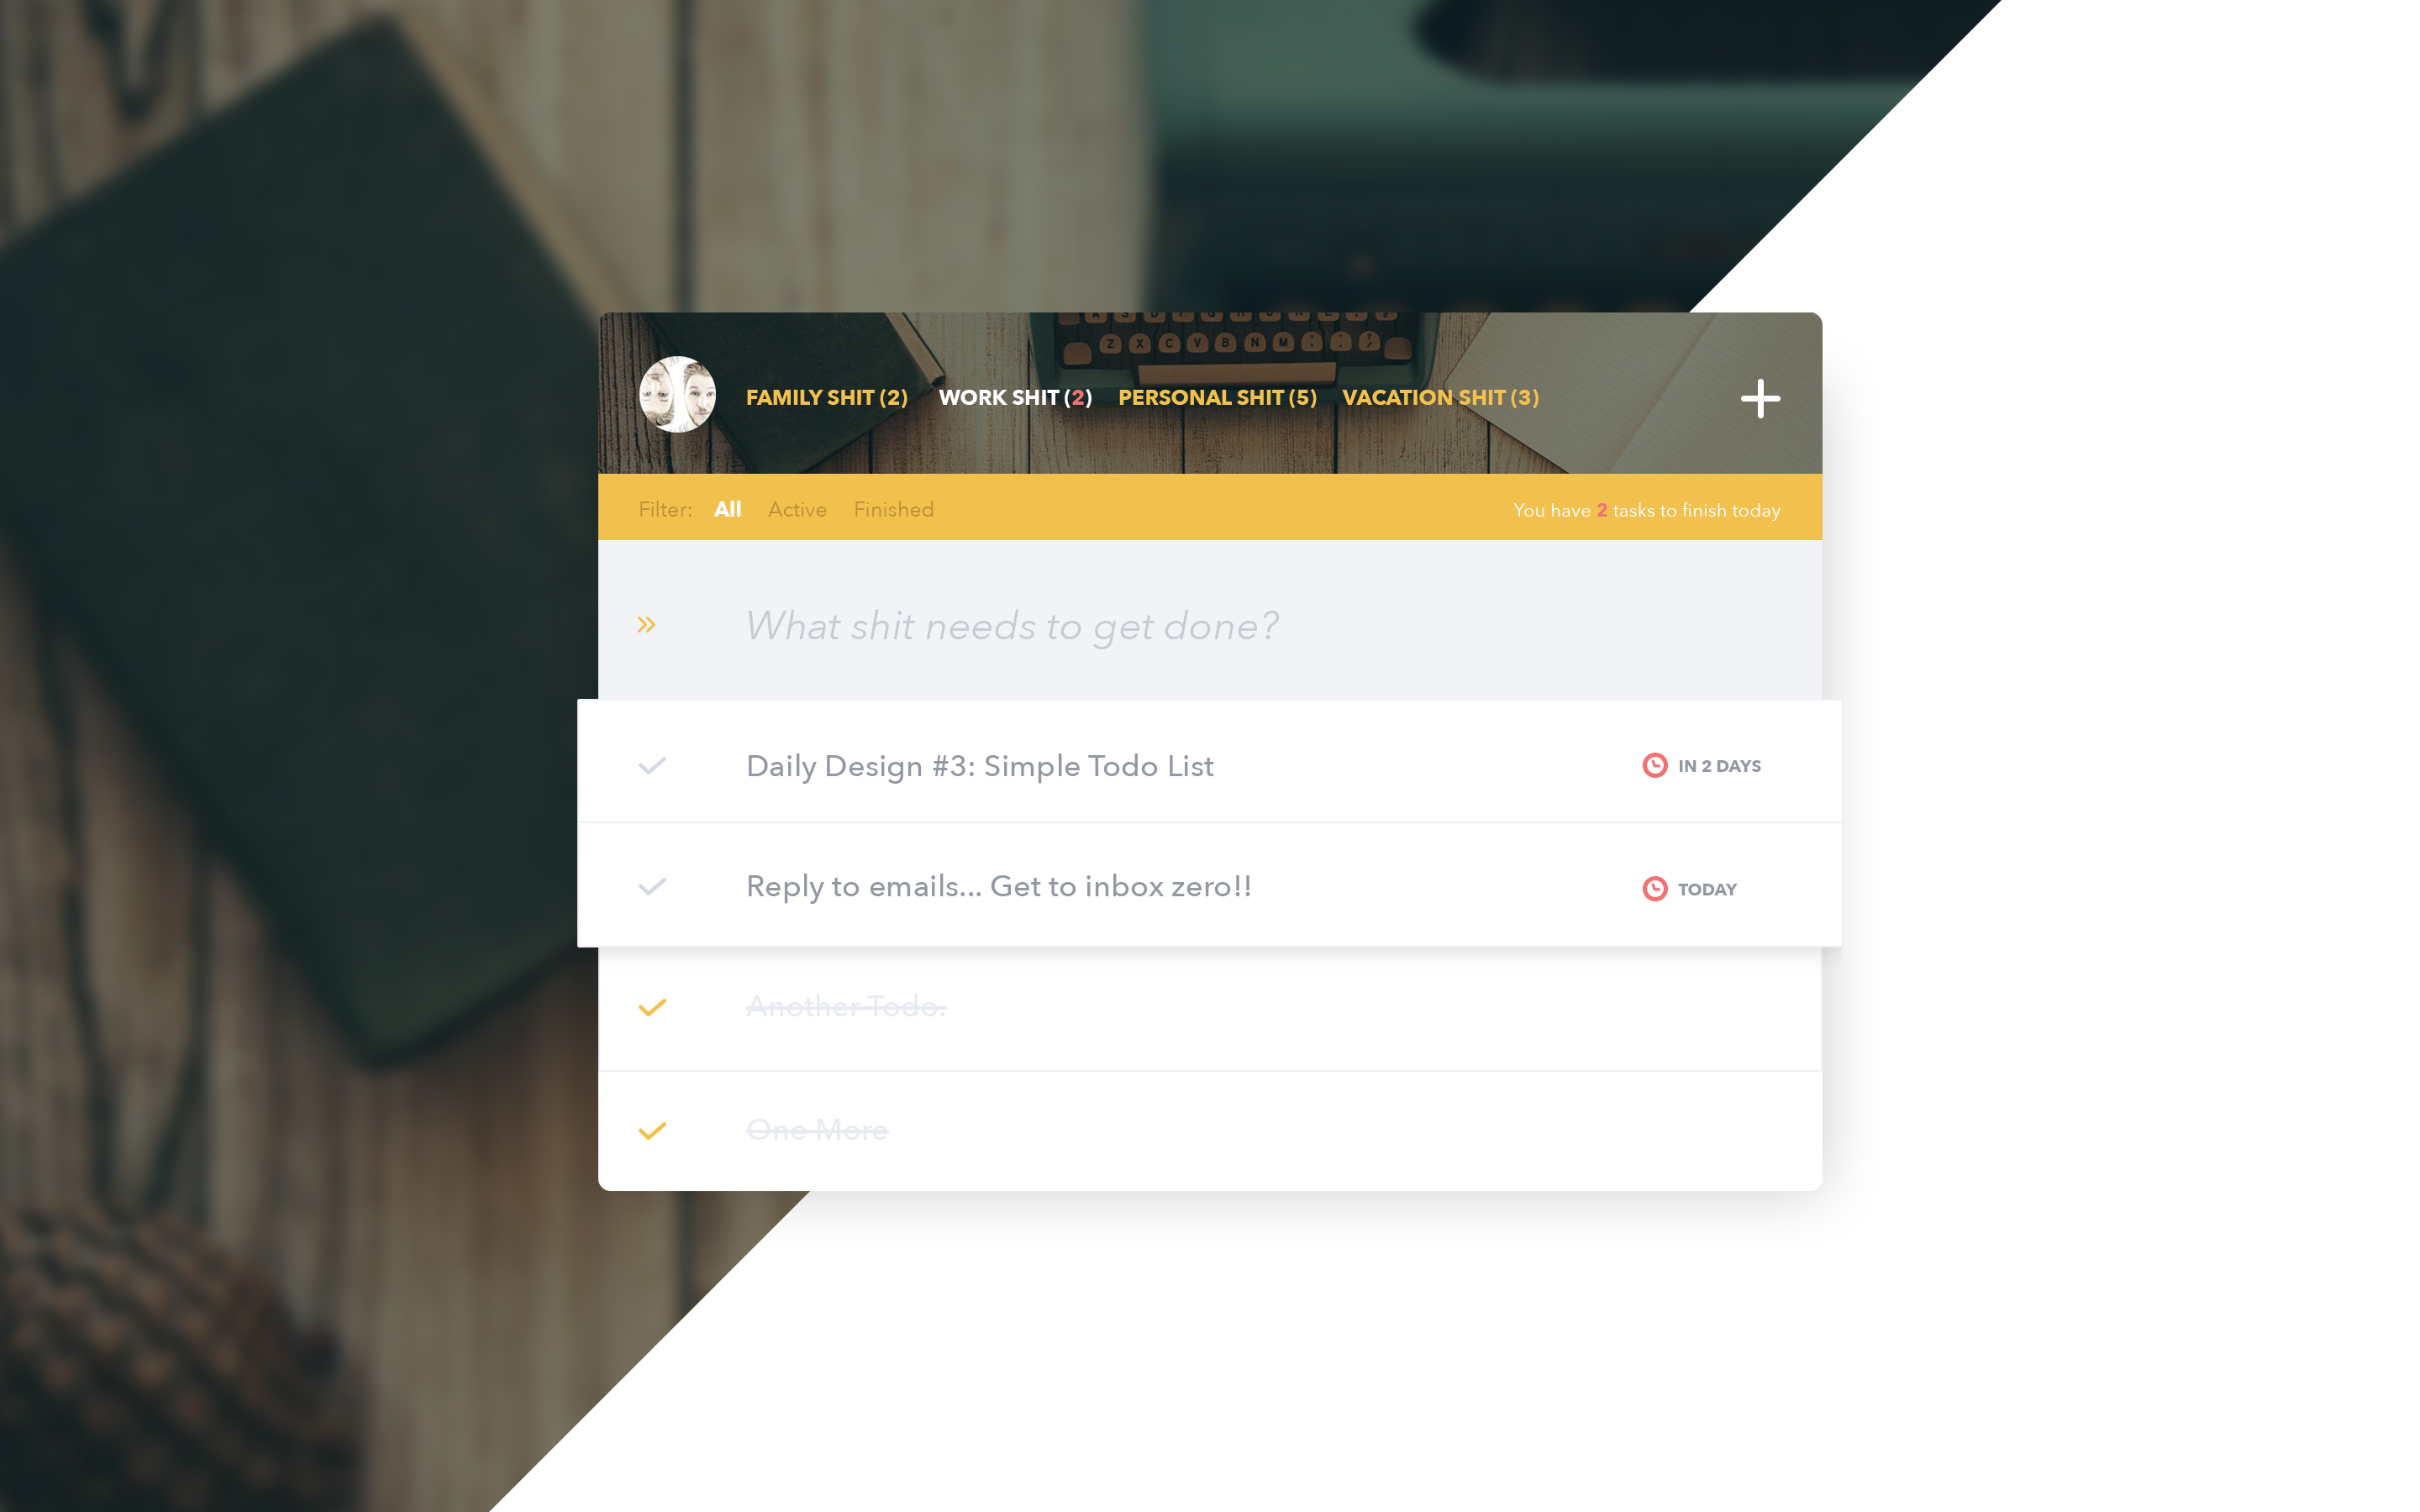 A S D F G H J K L : ?
Z X C V B N M
FAMILY SHIT (2) WORK SHIT (2) PERSONAL SHIT (5) VACATION SHIT (3)
Filter: All Active Finished You have 2 tasks to finish today
What shit needs to get done?
Daily Design #3: Simple Todo List IN 2 DAYS
Reply to emails... Get to inbox zero!! TODAY
Another Todo.
One More